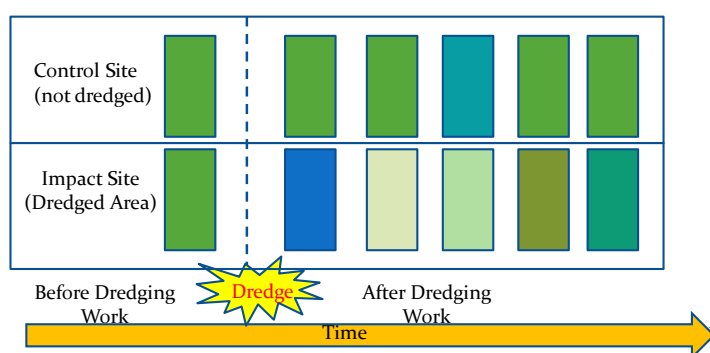 Control Site
(not dredged)
Impact Site
(Dredged Area)
Before Dredging
Work
Dredge
After Dredging
Work
Time